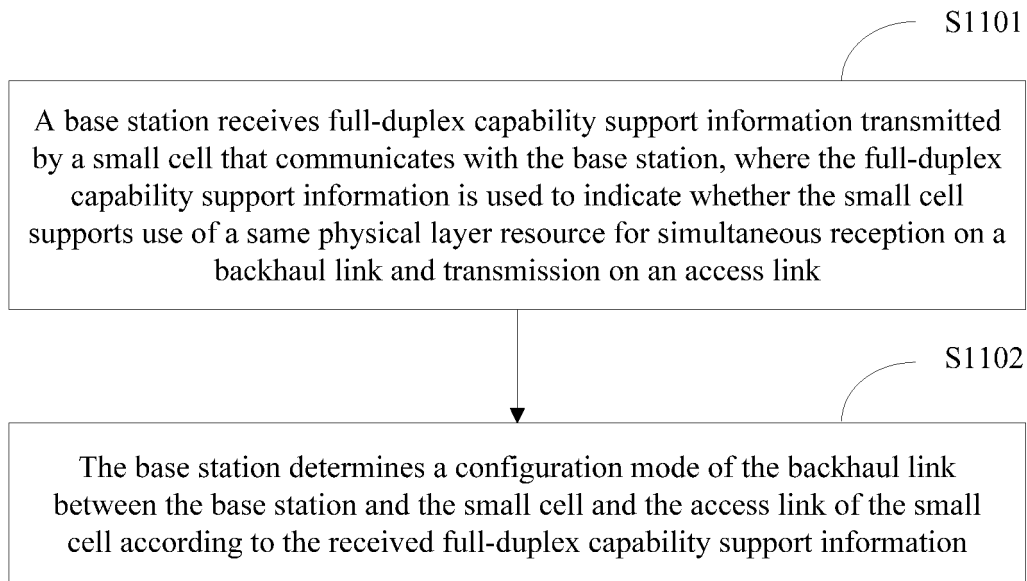 S1101
A base station receives full-duplex capability support information transmitted
by a small cell that communicates with the base station, where the full-duplex
capability support information is used to indicate whether the small cell
supports use of a same physical layer resource for simultaneous reception on a
backhaul link and transmission on an access link
S1102
The base station determines a configuration mode of the backhaul link
between the base station and the small cell and the access link of the small
cell according to the received full-duplex capability support information